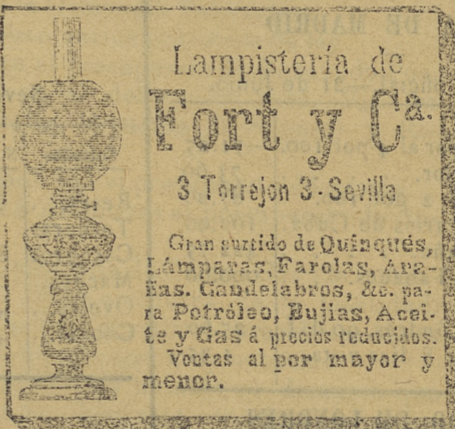 Lampistería de
Fort y Cª.
3 Torrejon 3 - Sevilla
Gran surtido de Quinqués,
Lámparas, Farolas, Ara-
ñas. Candelabros, &c. pa-
ra Petróleo, Bujias, Acei-
te y Gas á precios reducidos.
Ventas al por mayor y
menor.